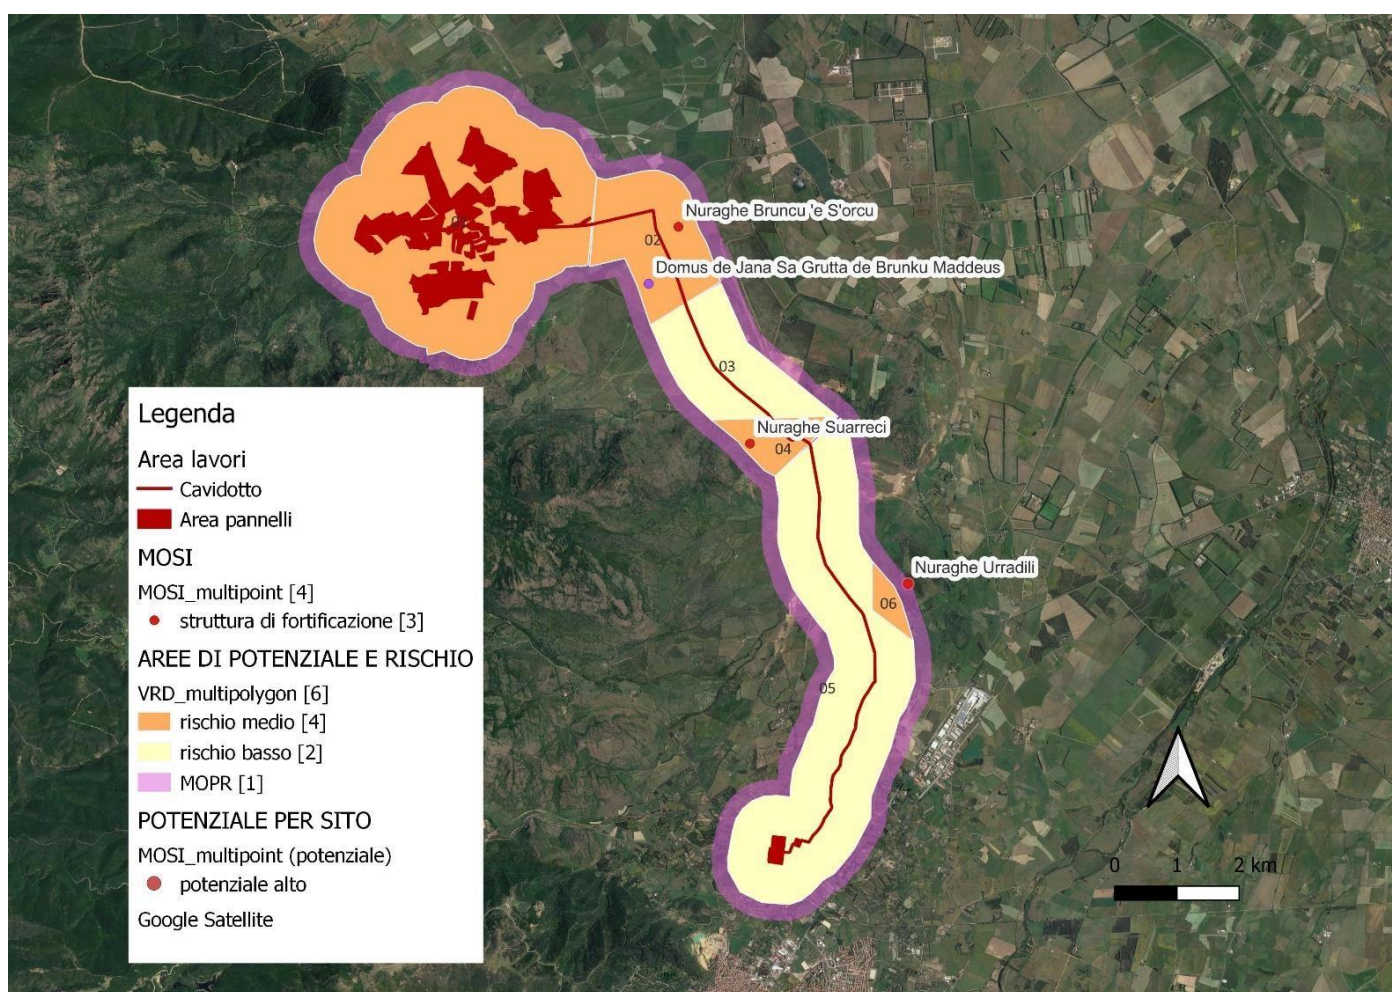 Nuraghe Bruncu 'e S'orcu
02
Domus de Jana Sa Grutta de Brunku Maddeus
03
Nuraghe Suarreci
04
Nuraghe Urradili
06
05
Legenda
Area lavori
Cavidotto
Area pannelli
MOSI
MOSI_multipoint [4]
struttura di fortificazione [3]
AREE DI POTENZIALE E RISCHIO
VRD_multipolygon [6]
rischio medio [4]
rischio basso [2]
MOPR [1]
POTENZIALE PER SITO
MOSI_multipoint (potenziale)
potenziale alto
Google Satellite
0 1 2 km